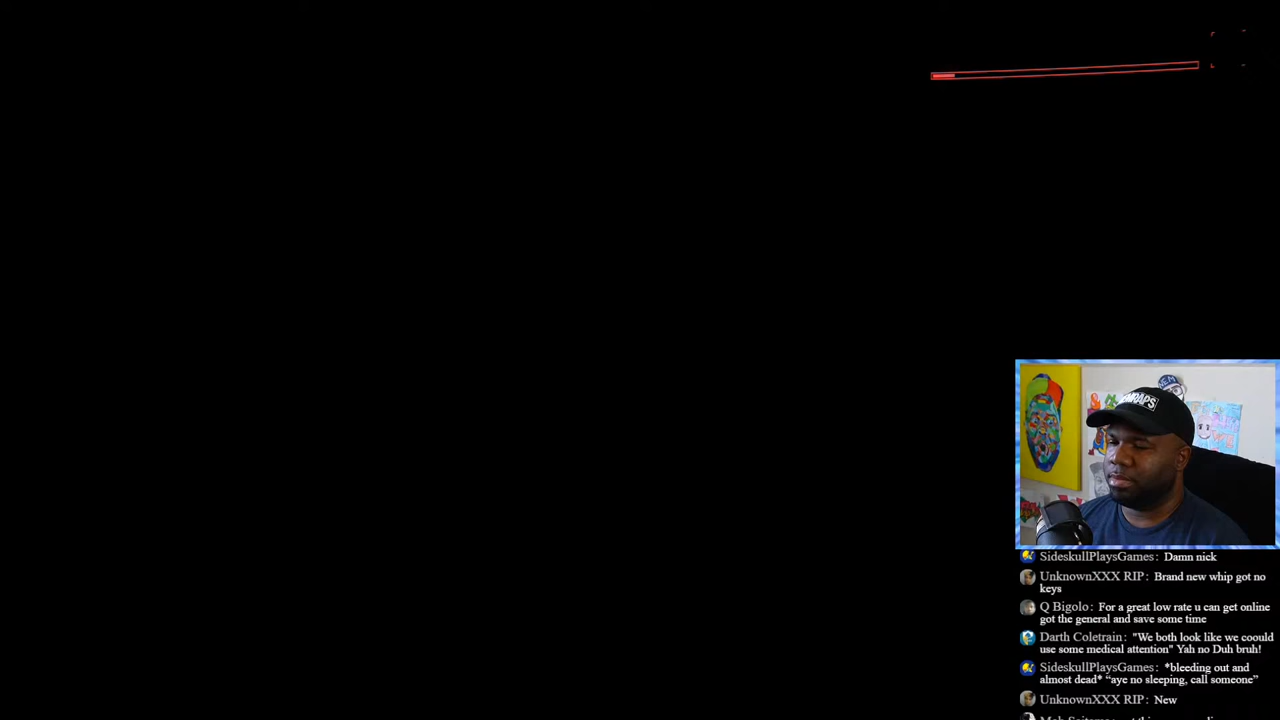 SideskullPlaysGames: Damn nick
UnknownXXX RIP: Brand new whip got no
keys
Q Bigolo: For a great low rate u can get online
got the general and save some time
Darth Coletrain: "We both look like we coould
use some medical attention" Yah no Duh bruh!
SideskullPlaysGames: *bleeding out and
almost dead* “aye no sleeping, call someone”
UnknownXXX RIP: New